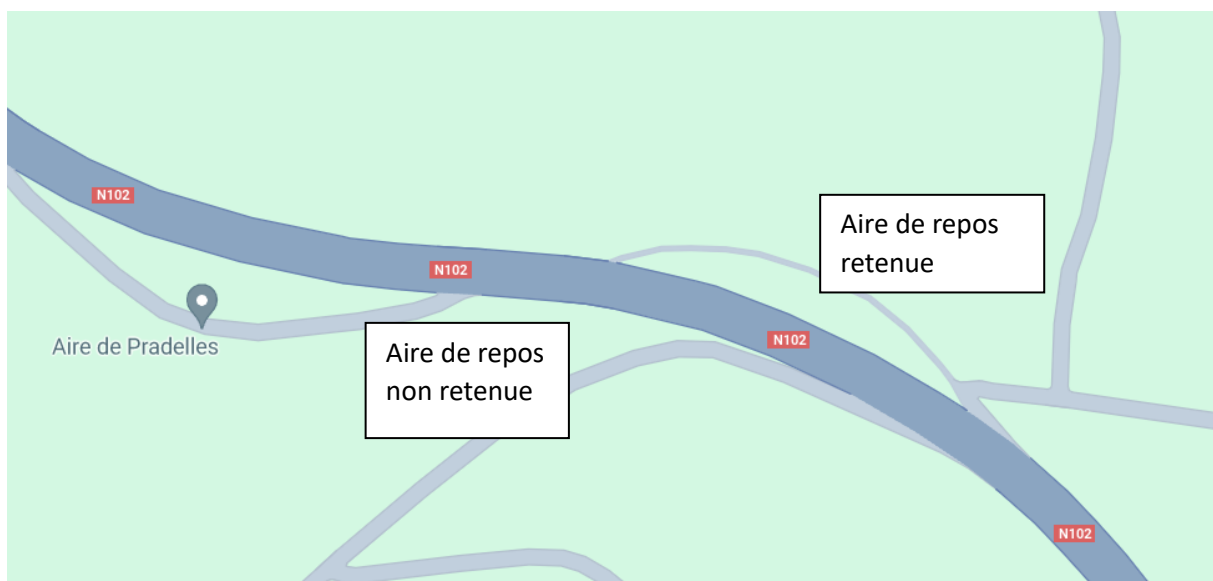 N102
Aire de repos
retenue
N102
N102
Aire de Pradelles
Aire de repos
non retenue
N102